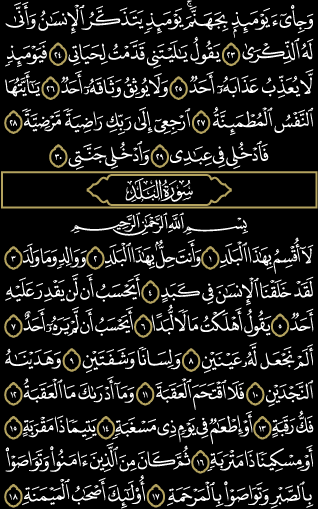 وَجِا۟ىٓءَ يَوْمَئِذٍۭ بِجَهَنَّمَ ۚ يَوْمَئِذٍ يَتَذَكَّرُ ٱلْإِنسَٰنُ وَأَنَّىٰ
لَهُ ٱلذِّكْرَىٰ ٢٣ يَقُولُ يَٰلَيْتَنِى قَدَّمْتُ لِحَيَاتِى ٢٤ فَيَوْمَئِذٍ
لَّا يُعَذِّبُ عَذَابَهُۥٓ أَحَدٌ ٢٥ وَلَا يُوثِقُ وَثَاقَهُۥٓ أَحَدٌ ٢٦ يَٰٓأَيَّتُهَا
ٱلنَّفْسُ ٱلْمُطْمَئِنَّةُ ٢٧ ٱرْجِعِىٓ إِلَىٰ رَبِّكِ رَاضِيَةً مَّرْضِيَّةً ٢٨
فَٱدْخُلِى فِى عِبَٰدِى ٢٩ وَٱدْخُلِى جَنَّتِى ٣٠
سُورَةُ الْبَلَدِ
بِسْمِ ٱللَّهِ ٱلرَّحْمَٰنِ ٱلرَّحِيمِ
لَآ أُقْسِمُ بِهَٰذَا ٱلْبَلَدِ ١ وَأَنتَ حِلٌّۢ بِهَٰذَا ٱلْبَلَدِ ٢ وَوَالِدٍ وَمَا وَلَدَ ٣
لَقَدْ خَلَقْنَا ٱلْإِنسَٰنَ فِى كَبَدٍ ٤ أَيَحْسَبُ أَن لَّن يَقْدِرَ عَلَيْهِ
أَحَدٌ ٥ يَقُولُ أَهْلَكْتُ مَالًا لُّبَدًا ٦ أَيَحْسَبُ أَن لَّمْ يَرَهُۥٓ أَحَدٌ ٧
أَلَمْ نَجْعَل لَّهُۥ عَيْنَيْنِ ٨ وَلِسَانًا وَشَفَتَيْنِ ٩ وَهَدَيْنَٰهُ
ٱلنَّجْدَيْنِ ١٠ فَلَا ٱقْتَحَمَ ٱلْعَقَبَةَ ١١ وَمَآ أَدْرَىٰكَ مَا ٱلْعَقَبَةُ ١٢
فَكُّ رَقَبَةٍ ١٣ أَوْ إِطْعَٰمٌ فِى يَوْمٍ ذِى مَسْغَبَةٍ ١٤ يَتِيمًا ذَا مَقْرَبَةٍ ١٥
أَوْ مِسْكِينًا ذَا مَتْرَبَةٍ ١٦ ثُمَّ كَانَ مِنَ ٱلَّذِينَ ءَامَنُوا۟ وَتَوَاصَوْا۟
بِٱلصَّبْرِ وَتَوَاصَوْا۟ بِٱلْمَرْحَمَةِ ١٧ أُو۟لَٰٓئِكَ أَصْحَٰبُ ٱلْمَيْمَنَةِ ١٨